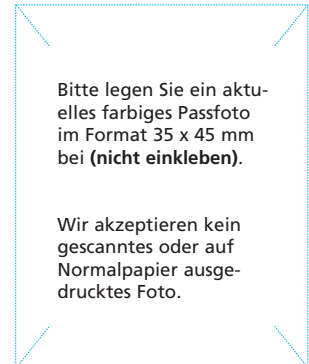 Bitte legen Sie ein aktu-
elles farbiges Passfoto
im Format 35 x 45 mm
bei (nicht einkleben).
Wir akzeptieren kein
gescanntes oder auf
Normalpapier ausge-
drucktes Foto.